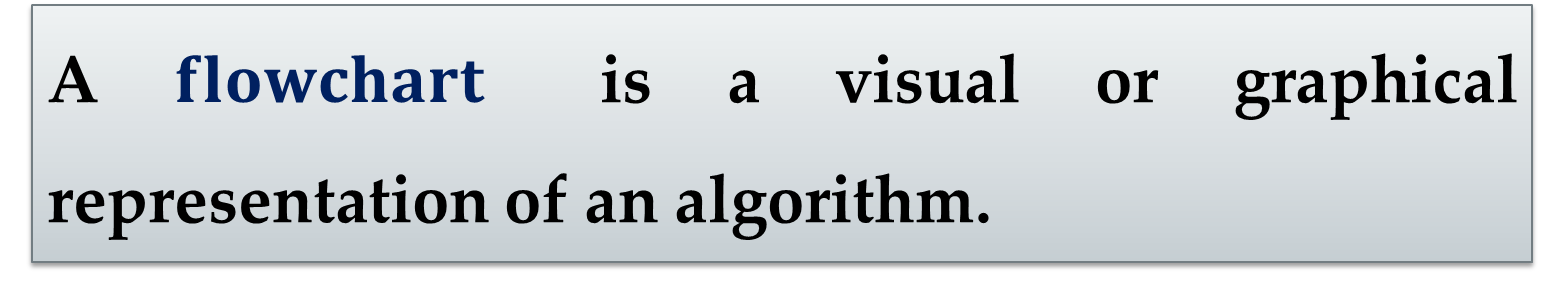 A flowchart is a visual or graphical
representation of an algorithm.